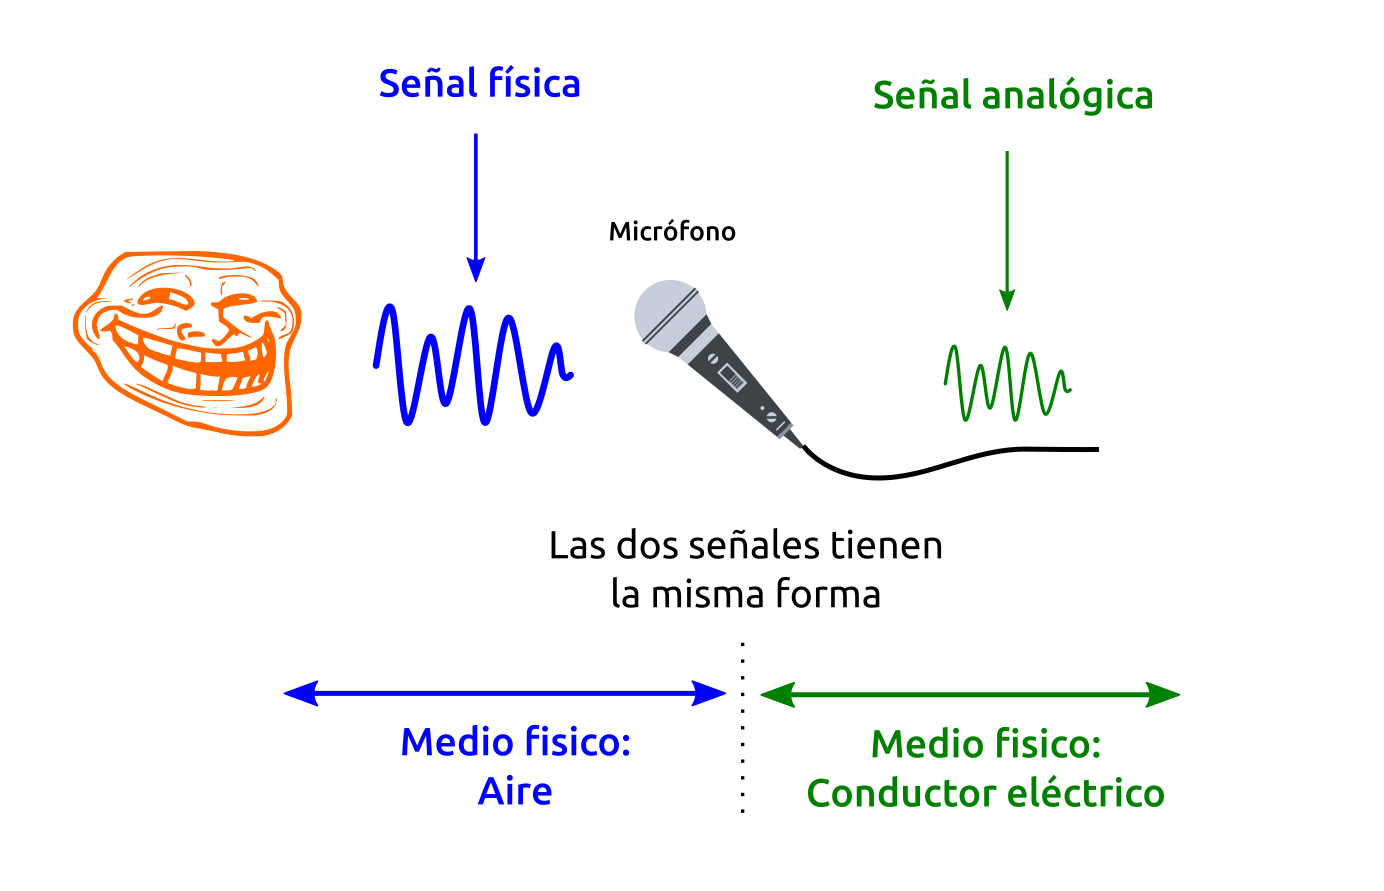 Señal física
Señal analógica
Micrófono
Las dos señales tienen
la misma forma
Medio fisico:
Aire
Medio fisico:
Conductor eléctrico